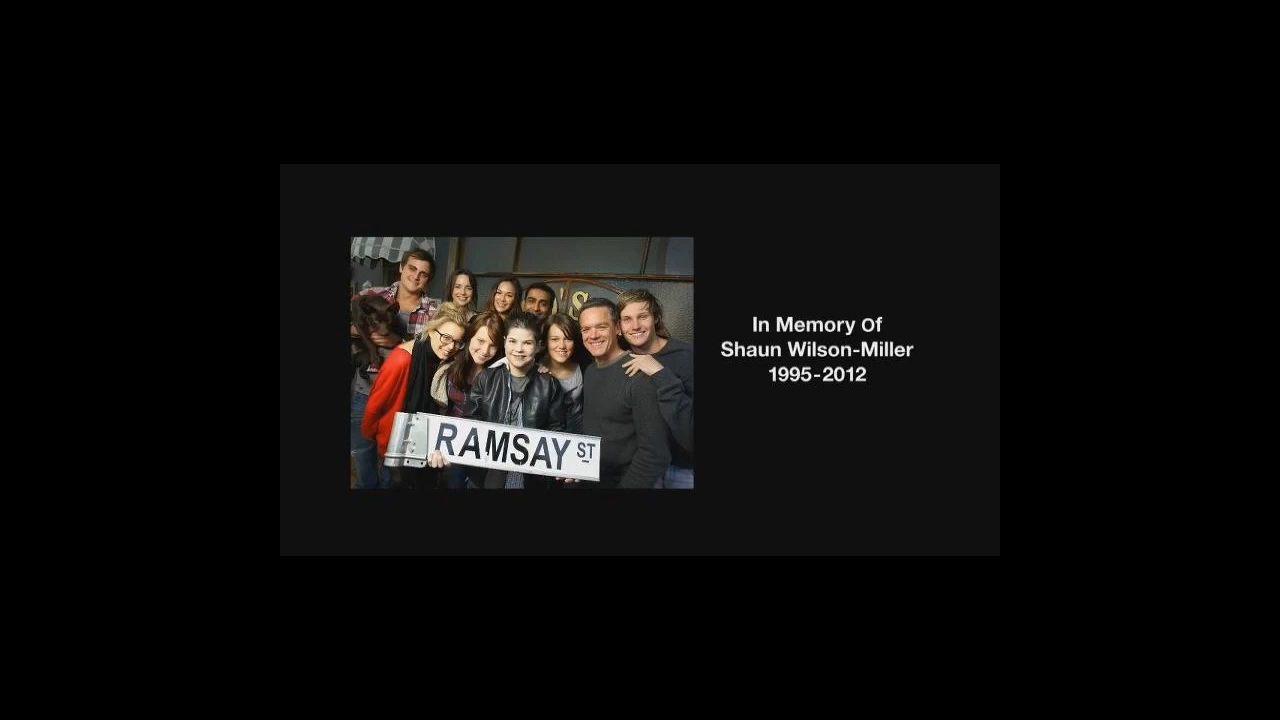 'S
RAMSAY ST
In Memory Of
Shaun Wilson-Miller
1995-2012